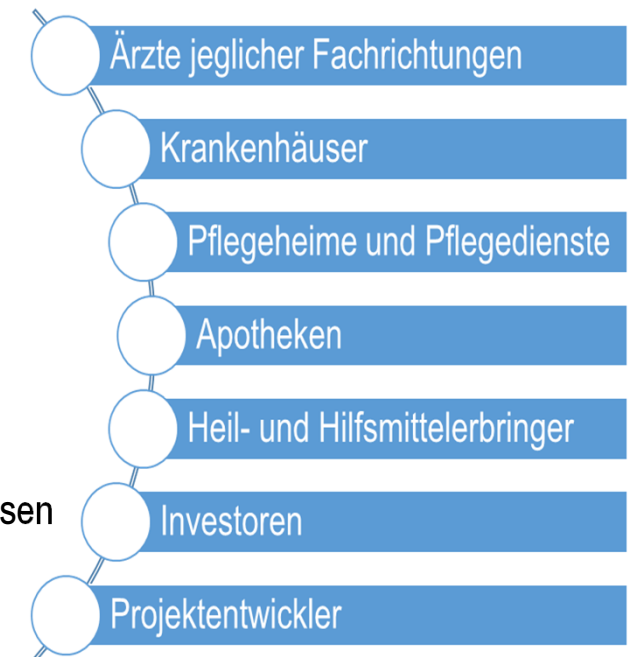 Ärzte jeglicher Fachrichtungen
Krankenhäuser
Pflegeheime und Pflegedienste
Apotheken
Heil- und Hilfsmittelerbringer
sen
Investoren
Projektentwickler